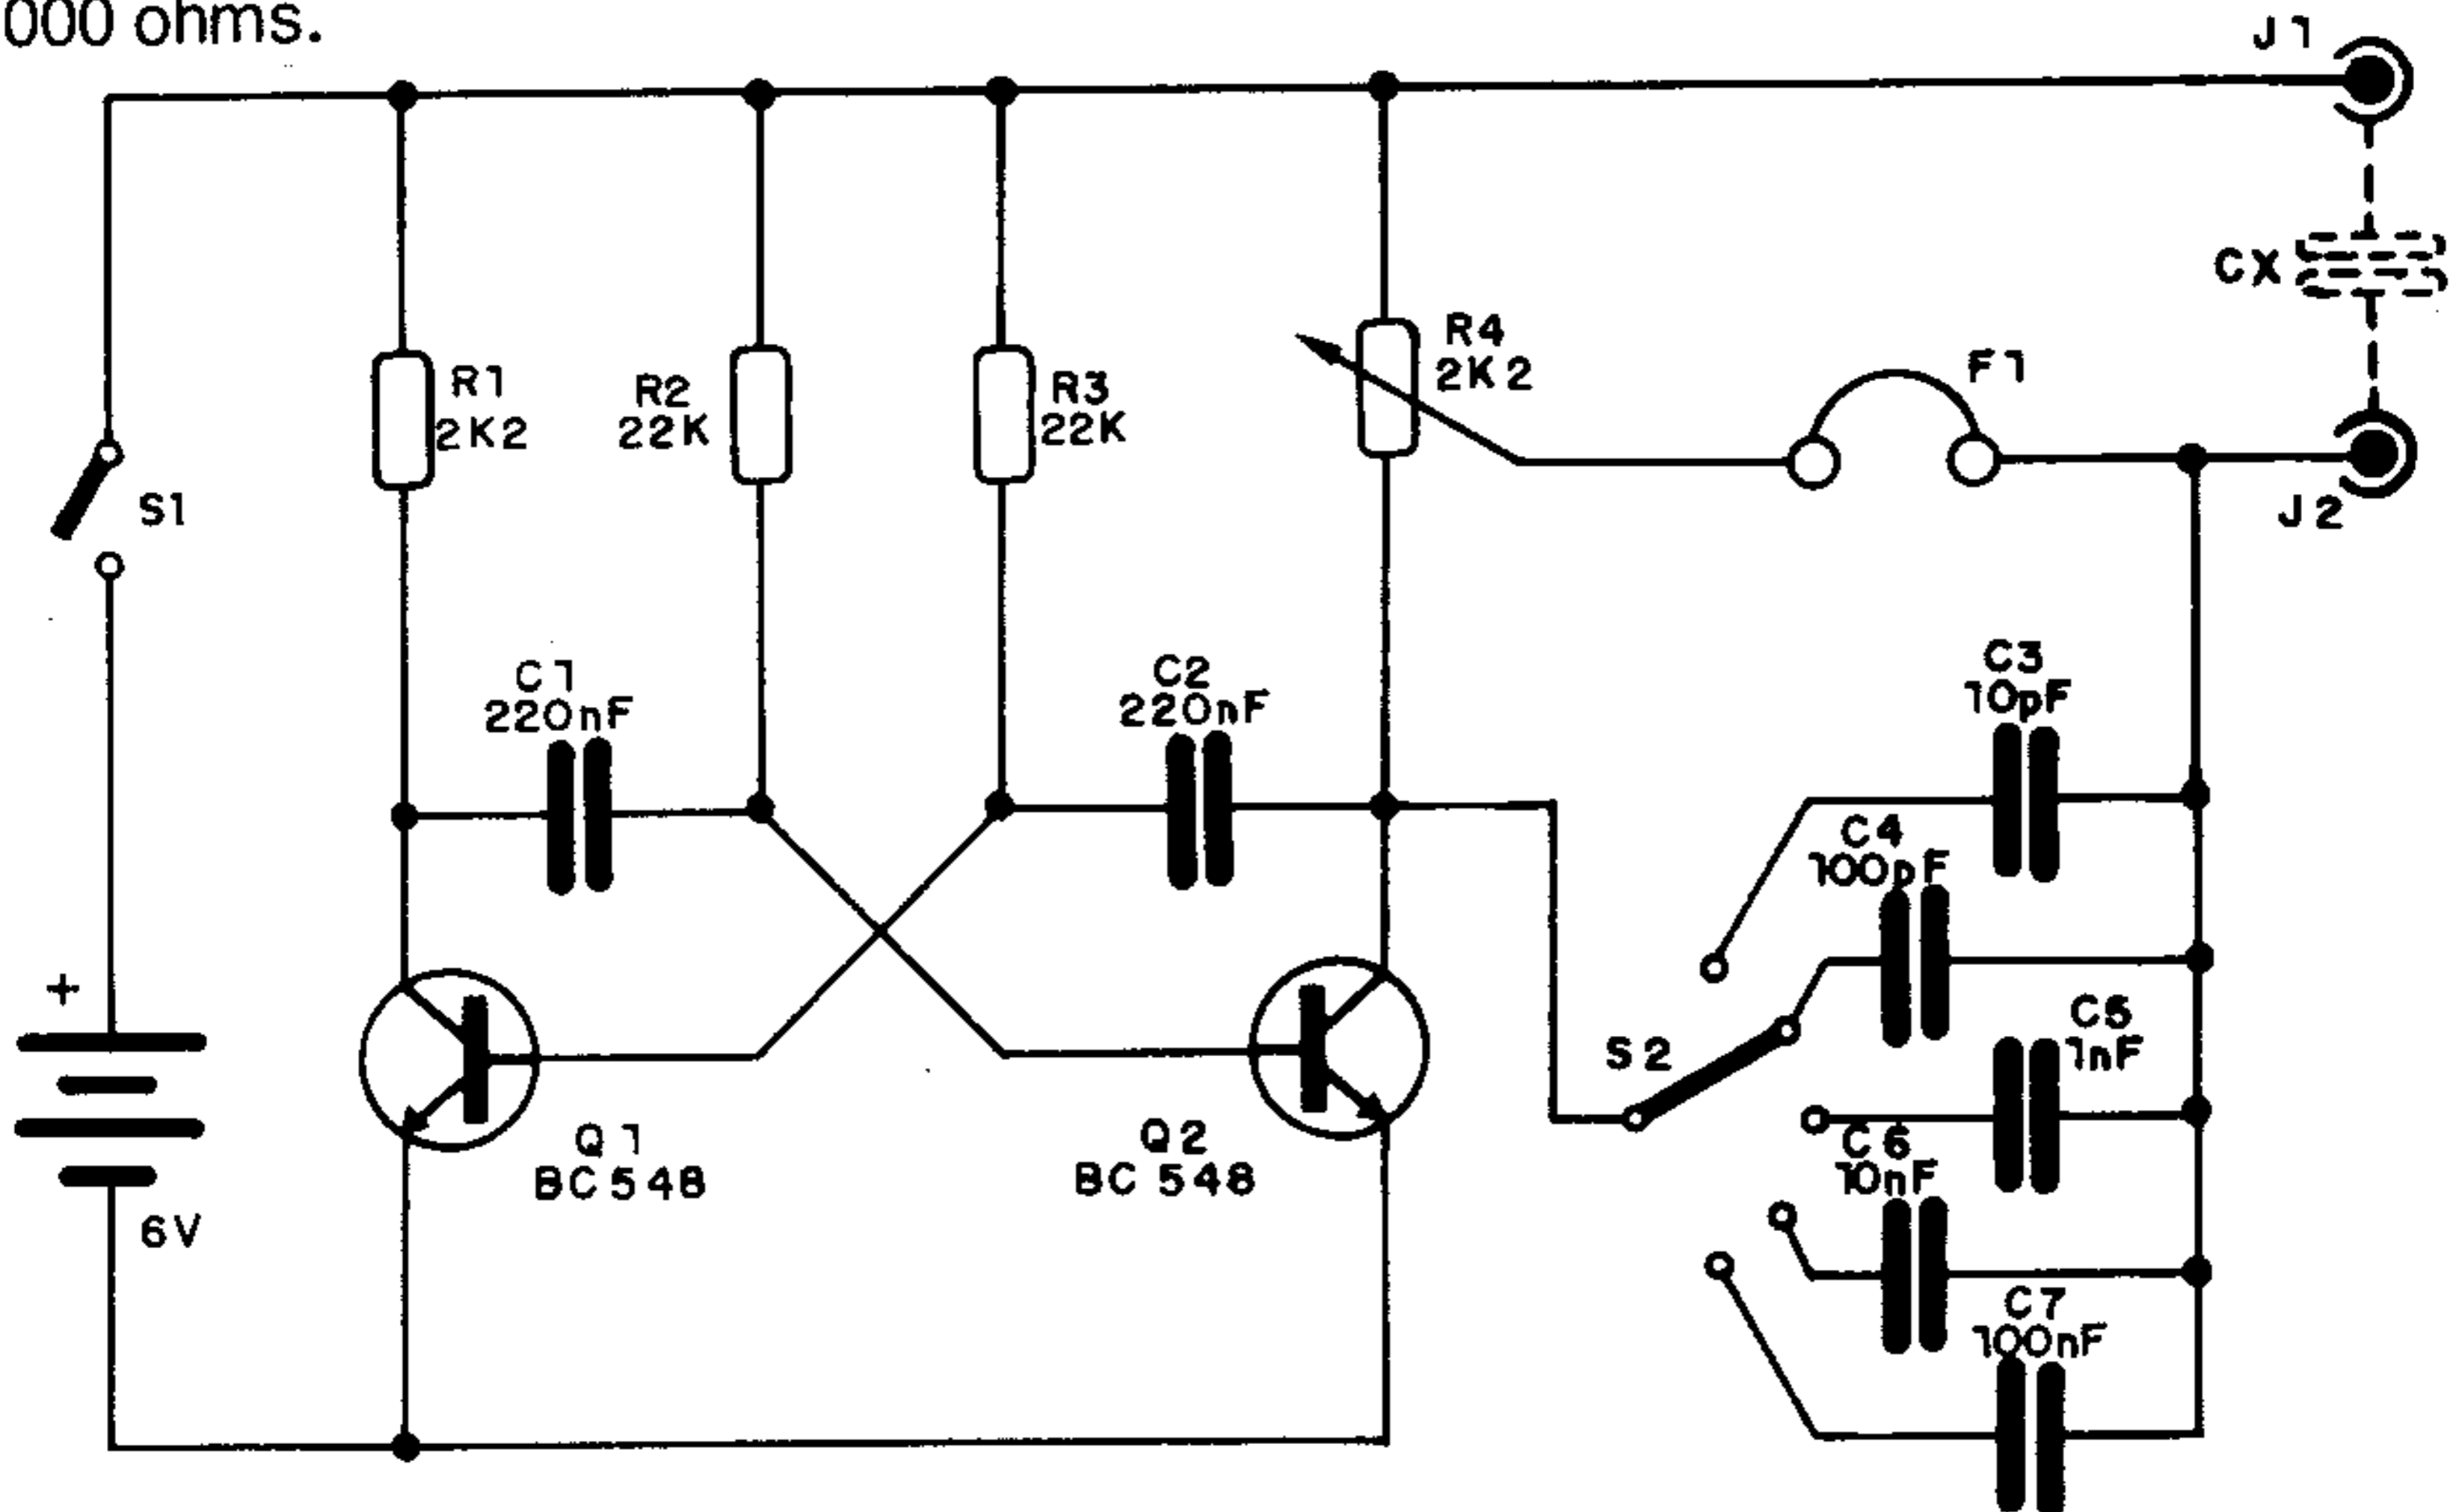 000 ohms.
J1
CX
J2
F1
R1
2K2
R2
22K
R3
22K
R4
2K2
S1
C1
220nF
C2
220nF
C3
10pF
C4
100pF
C5
1nF
C6
10nF
C7
100nF
S2
+
6V
Q1
BC548
Q2
BC 548